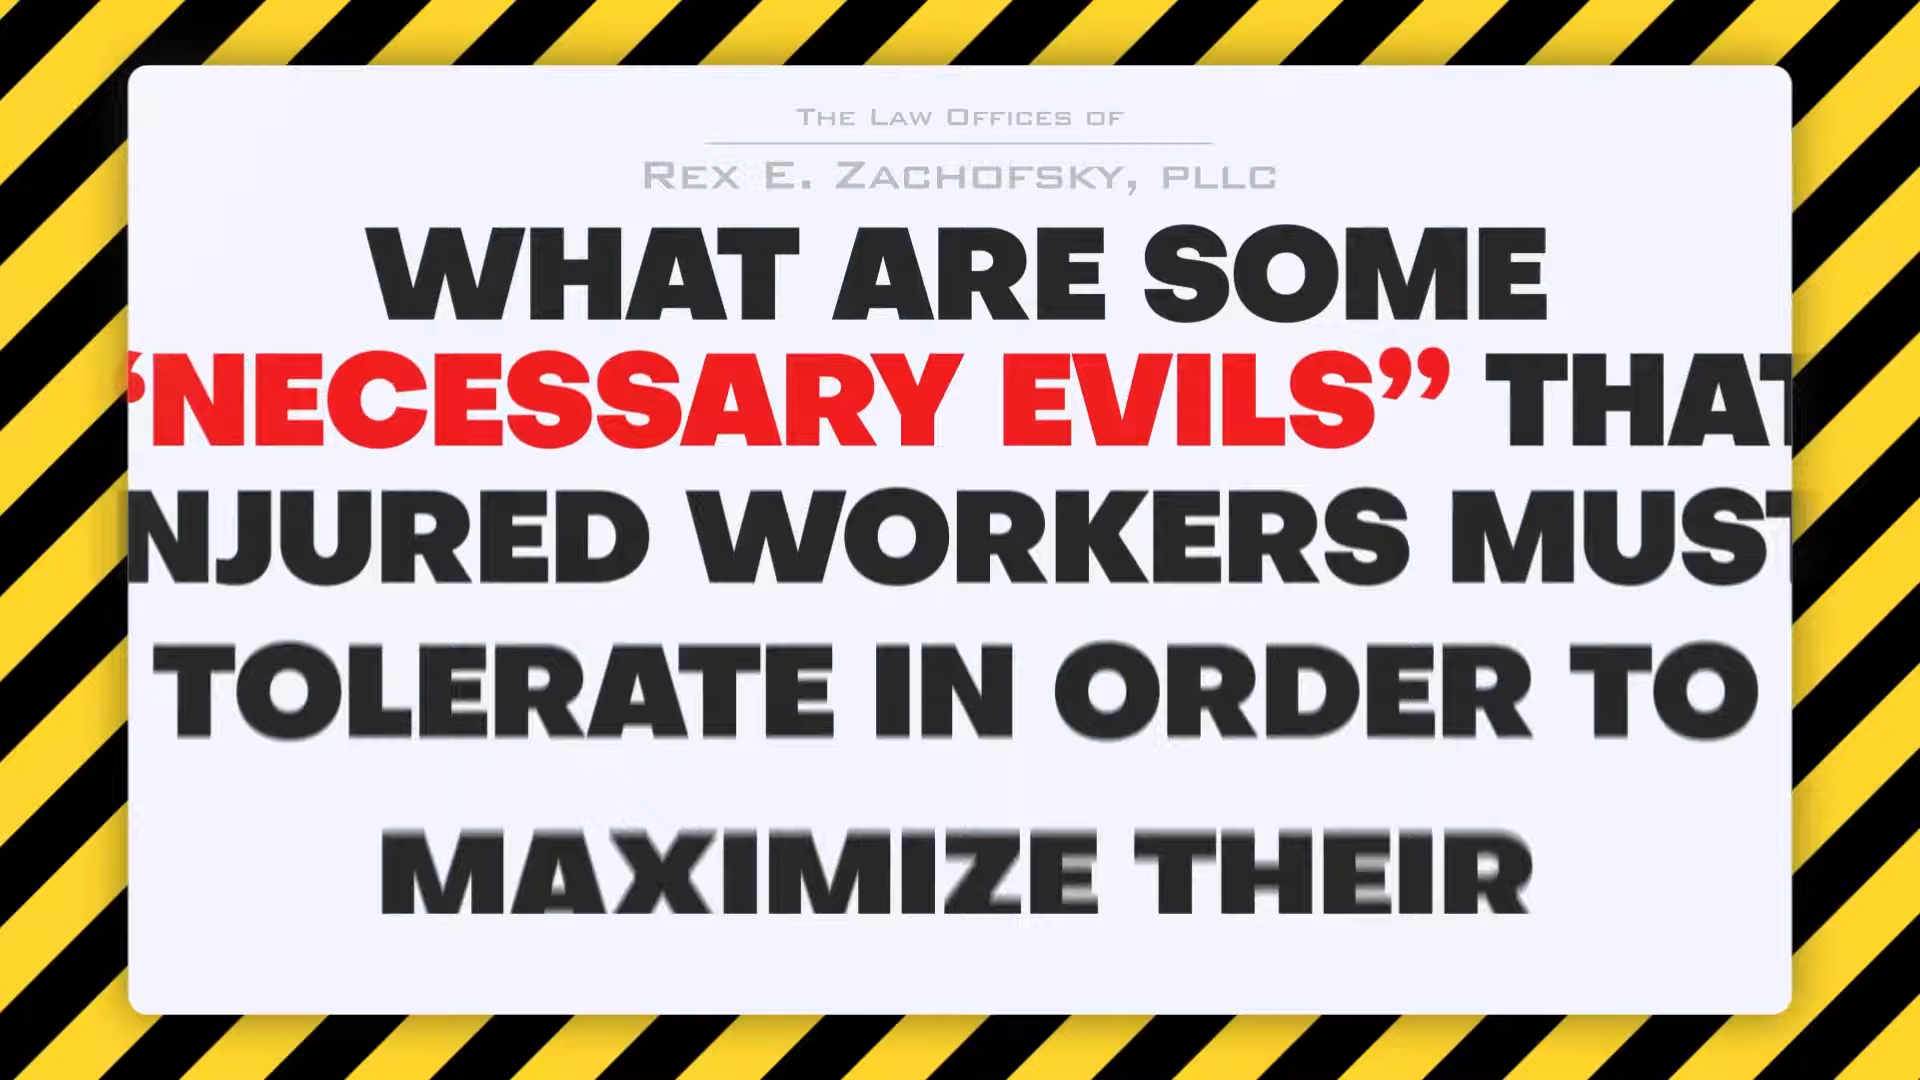 THE LAW OFFICES OF
REX E. ZACHOFSKY, PLLC
WHAT ARE SOME
“NECESSARY EVILS” THAT
NJURED WORKERS MUST
TOLERATE IN ORDER TO
MAXIMIZE THEIR